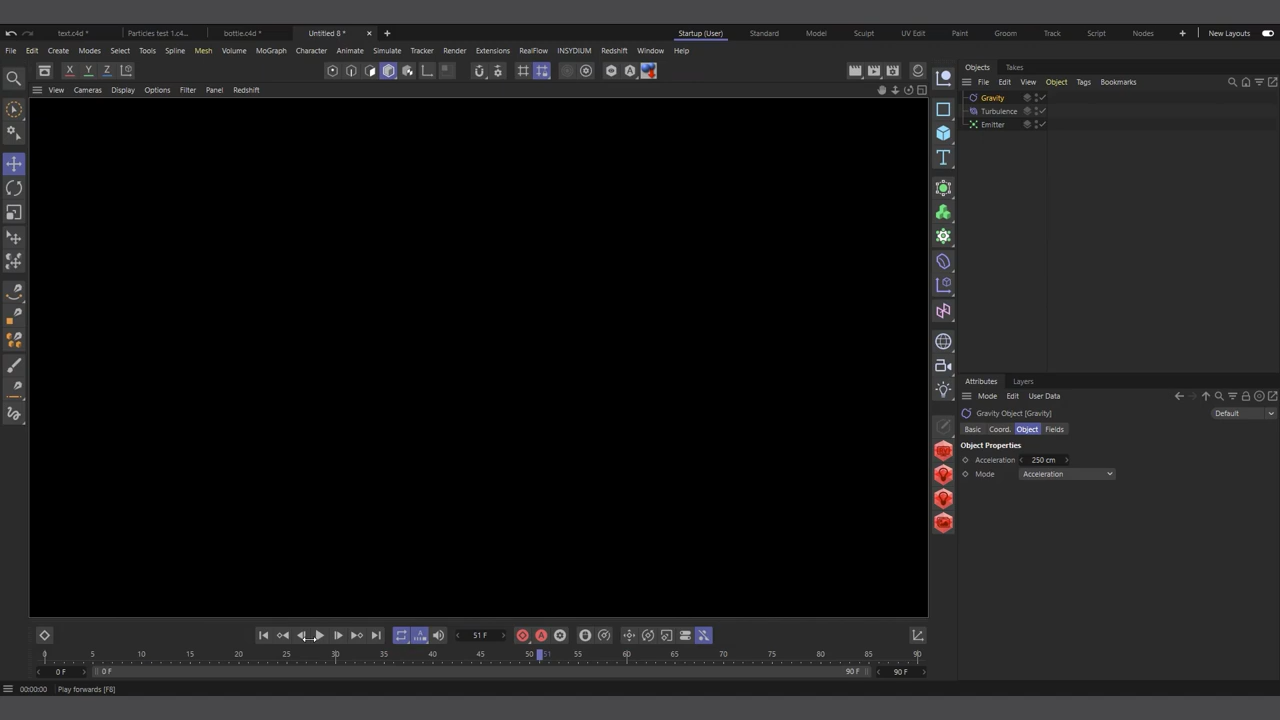 text.c4d * Particles test 1.c4... bottle.c4d * Untitled 8 * Startup (User) Standard Model Sculpt UV Edit Paint Groom Track Script Nodes New Layouts
File Edit Create Modes Select Tools Spline Mesh Volume MoGraph Character Animate Simulate Tracker Render Extensions RealFlow INSYDIUM Redshift Window Help
Objects Takes
X Y Z
File Edit View Object Tags Bookmarks
View Cameras Display Options Filter Panel Redshift
Gravity
Turbulence
Emitter
Attributes Layers
Mode Edit User Data
Gravity Object [Gravity] Default
Basic Coord. Object Fields
Object Properties
Acceleration 250 cm
Mode Acceleration
51 F
0 5 10 15 20 25 30 35 40 45 50 51 60 65 70 75 80 85 90
0 F 0 F 90 F 90 F
00:00:00 Play forwards [F8]